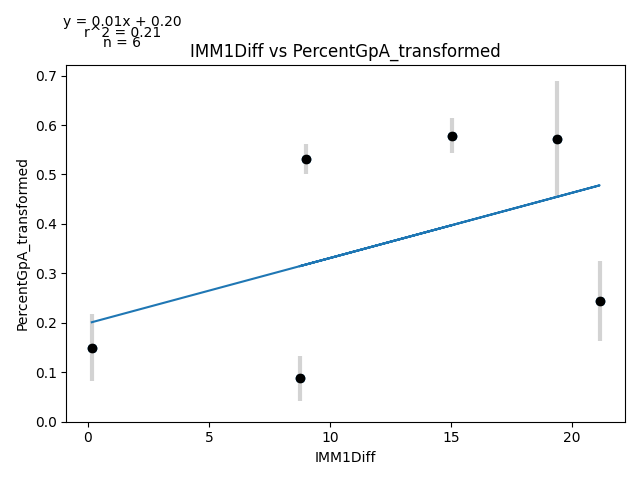 y = 0.01x + 0.20
r^2 = 0.21
n = 6
IMM1Diff vs PercentGpA_transformed
0.7
0.6
0.5
0.4
0.3
0.2
0.1
0.0
PercentGpA_transformed
0 5 10 15 20
IMM1Diff